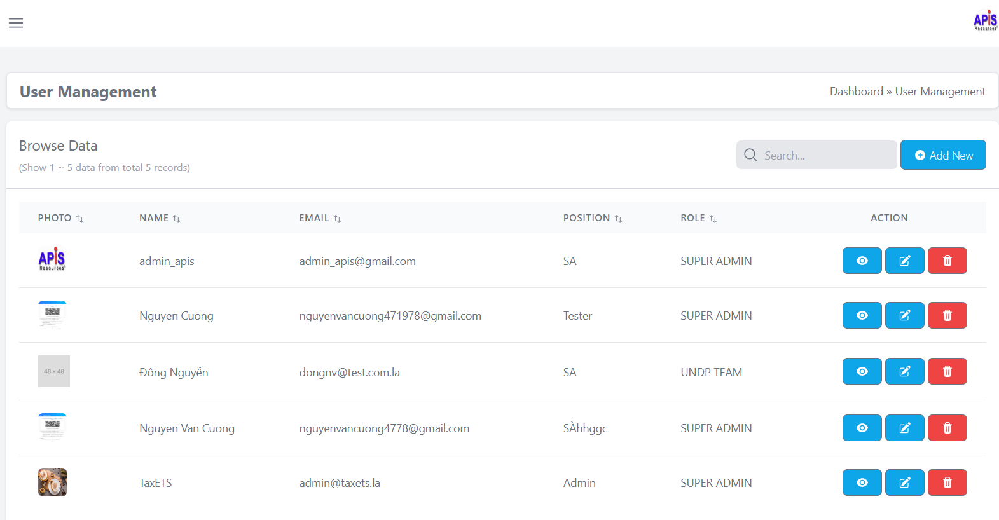 APIS
Resources
User Management
Dashboard » User Management
Browse Data
(Show 1 ~ 5 data from total 5 records)
Search...
Add New
PHOTO NAME EMAIL POSITION ROLE ACTION
APIS
Resources
admin_apis admin_apis@gmail.com SA SUPER ADMIN
Nguyen Cuong nguyenvancuong471978@gmail.com Tester SUPER ADMIN
48 × 48 Đông Nguyễn dongnv@test.com.la SA UNDP TEAM
Nguyen Van Cuong nguyenvancuong4778@gmail.com SÀhhggc SUPER ADMIN
TaxETS admin@taxets.la Admin SUPER ADMIN